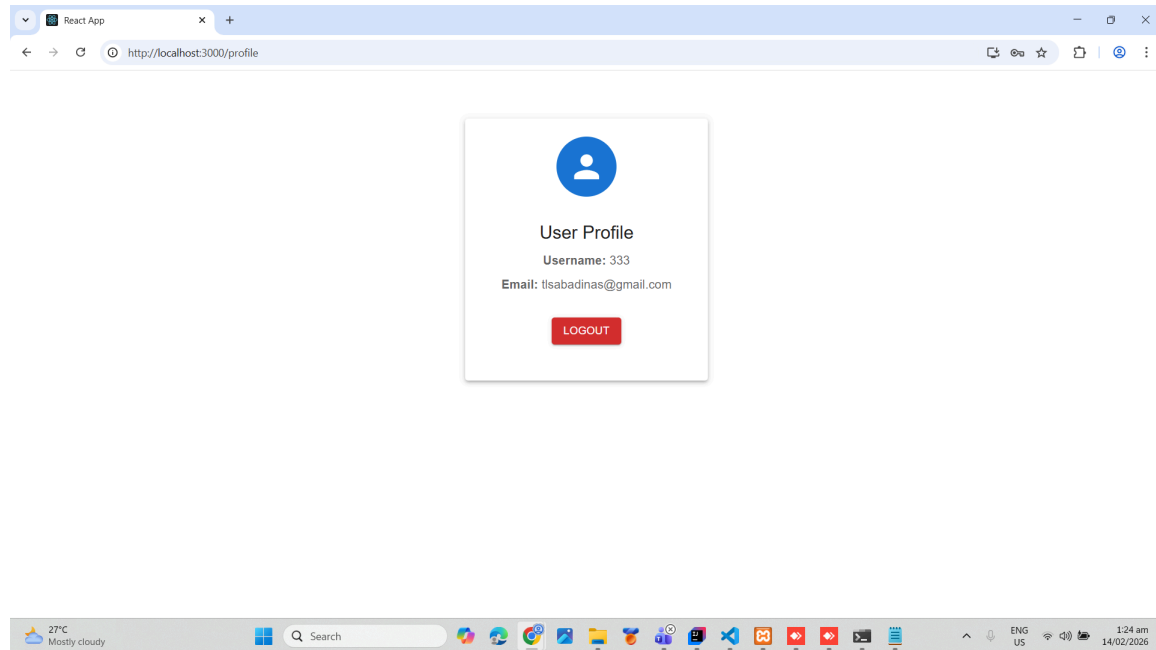 React App
http://localhost:3000/profile
User Profile
Username: 333
Email: tlsabadinas@gmail.com
LOGOUT
27°C
Mostly cloudy
Search
ENG
US
1:24 am
14/02/2026